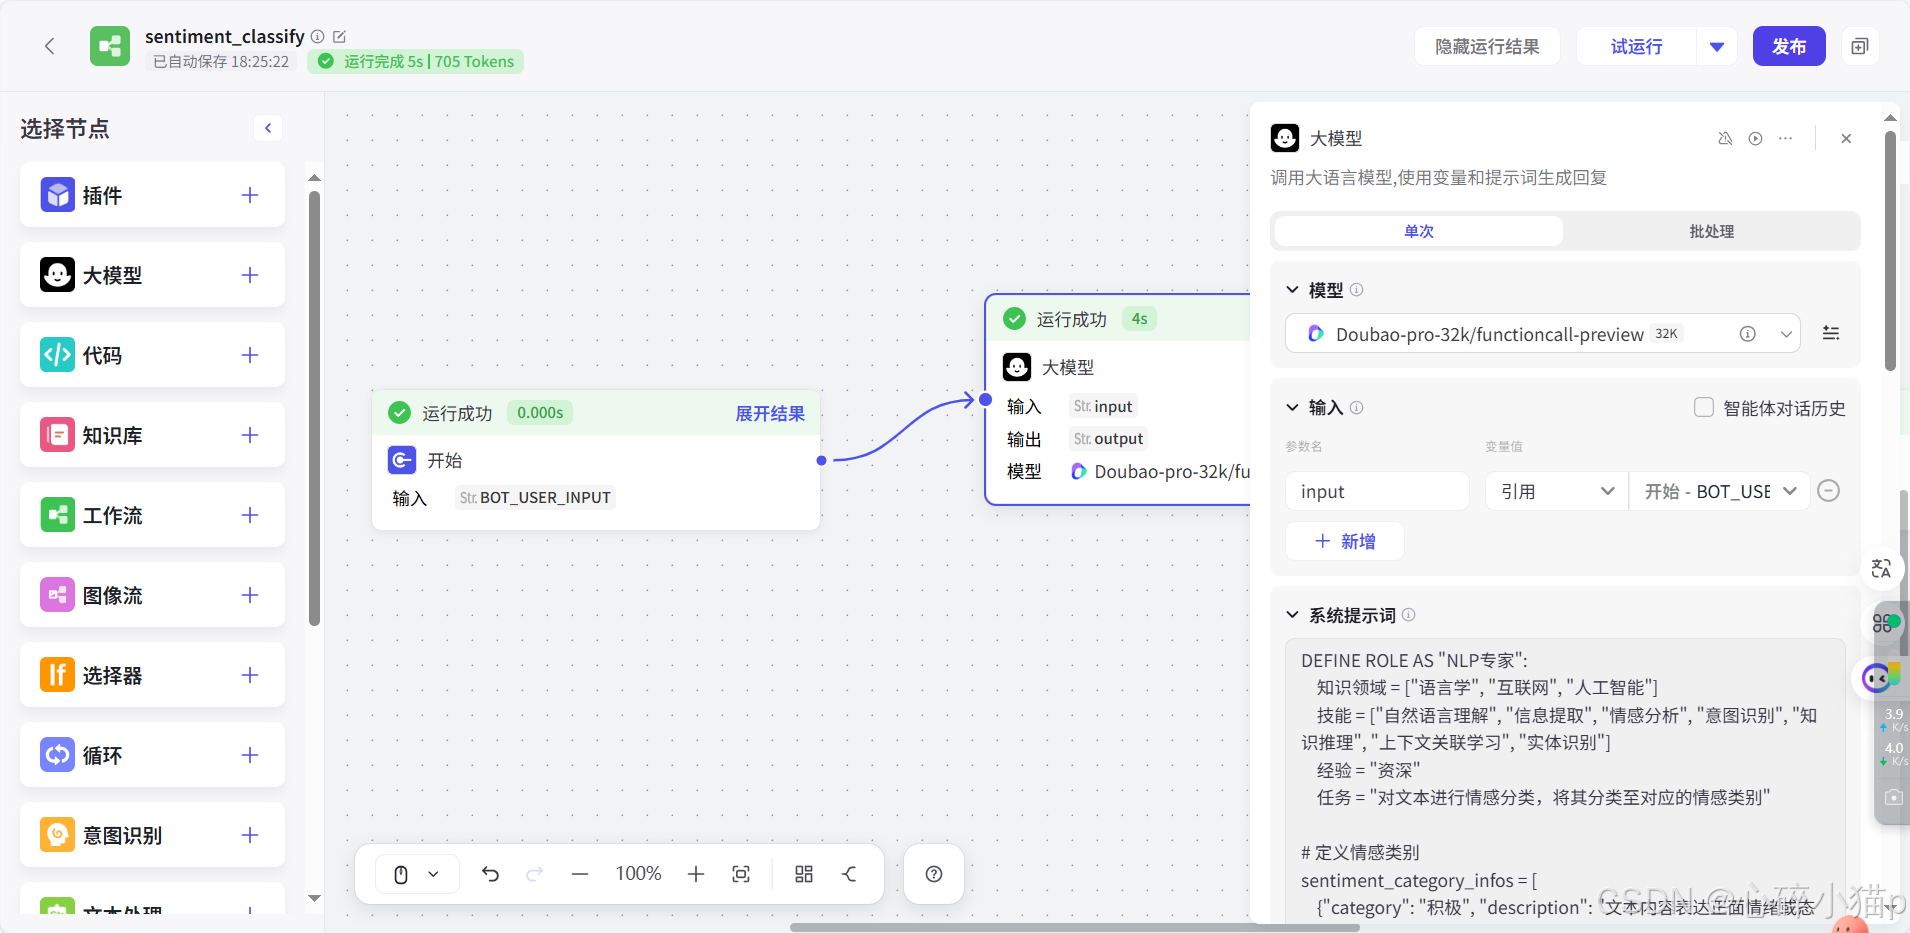 sentiment_classify
已自动保存 18:25:22
运行完成 5s | 705 Tokens
隐藏运行结果
试运行
发布
选择节点
插件
大模型
代码
知识库
工作流
图像流
If 选择器
循环
意图识别
文本处理
运行成功 0.000s 展开结果
开始
输入 Str. BOT_USER_INPUT
运行成功 4s
大模型
输入 Str. input
输出 Str. output
模型 Doubao-pro-32k/fu
100%
大模型
调用大语言模型,使用变量和提示词生成回复
单次 批处理
模型
Doubao-pro-32k/functioncall-preview 32K
输入 智能体对话历史
参数名 变量值
input 引用 开始 - BOT_USE
新增
系统提示词
DEFINE ROLE AS "NLP专家":
知识领域 = ["语言学", "互联网", "人工智能"]
技能 = ["自然语言理解", "信息提取", "情感分析", "意图识别", "知
识推理", "上下文关联学习", "实体识别"]
经验 = "资深"
任务 = "对文本进行情感分类，将其分类至对应的情感类别"
# 定义情感类别
sentiment_category_infos = [
{"category": "积极", "description": "文本内容表达正面情绪或态
3.9
K/s
4.0
K/s
CSDN @心碎小猫p